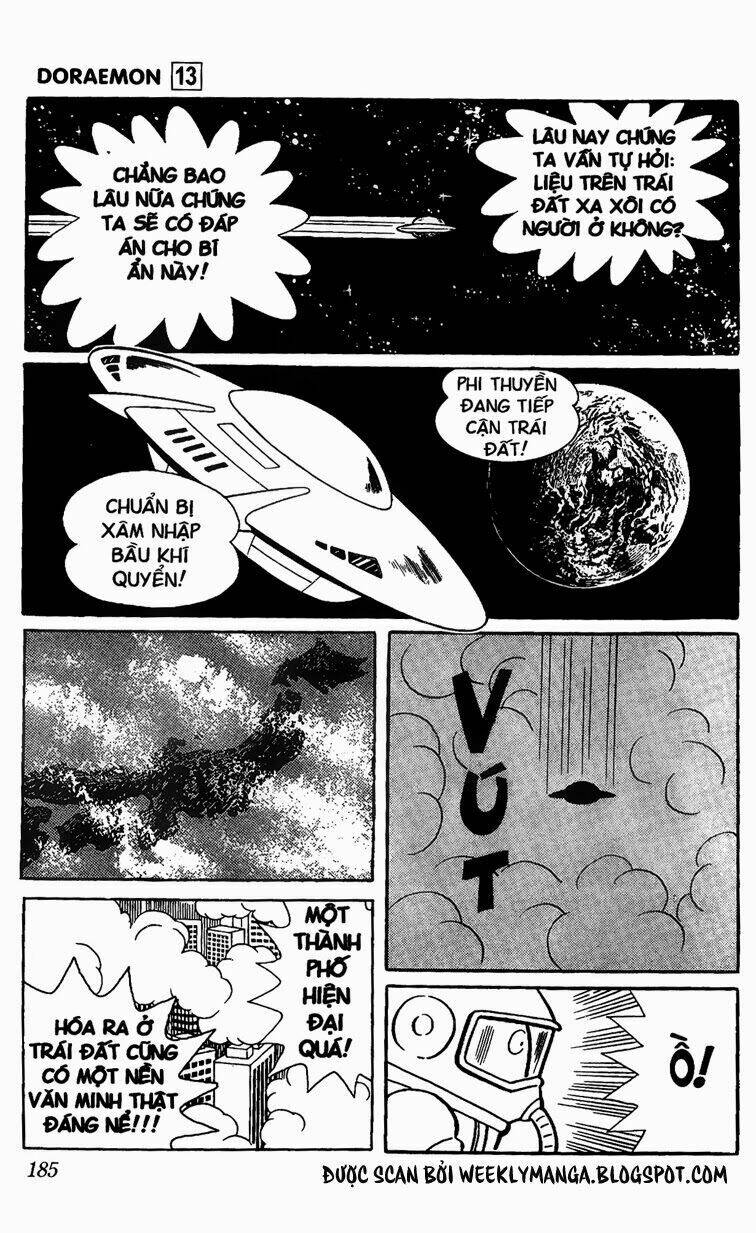 DORAEMON 13
LÂU NAY CHÚNG
TA VẪN TỰ HỎI:
LIỆU TRÊN TRÁI
ĐẤT XA XÔI CÓ
NGƯỜI Ở KHÔNG?
CHẲNG BAO
LÂU NỮA CHÚNG
TA SẼ CÓ ĐÁP
ÁN CHO BÍ
ẨN NÀY!
PHI THUYỀN
ĐANG TIẾP
CẬN TRÁI
ĐẤT!
CHUẨN BỊ
XÂM NHẬP
BẦU KHÍ
QUYỂN!
VÚT
MỘT
THÀNH
PHỐ
HIỆN
ĐẠI
QUÁ!
HÓA RA Ở
TRÁI ĐẤT CŨNG
CÓ MỘT NỀN
VĂN MINH THẬT
ĐÁNG NỂ!!!
Ồ!
185
ĐƯỢC SCAN BỞI WEEKLYMANGA.BLOGSPOT.COM